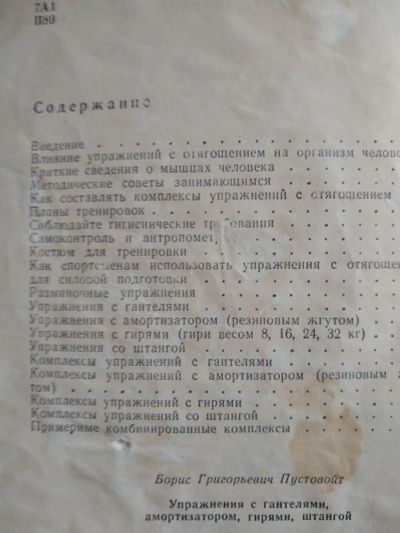 7А1
П89
Содержание
Введение . . . . . . . . . . . . . .
Влияние упражнений с отягощением на организм челове
Краткие сведения о мышцах человека . . . . . .
Методические советы занимающимся . . . . . . .
Как составлять комплексы упражнений с отягощением
Планы тренировок . . . . . . . . . . . .
Соблюдайте гигиенические требования . . . . . .
Самоконтроль и антропомет . . . . . . . .
Костюм для тренировки . . . . . . . . . .
Как спортсменам использовать упражнения с отягоще
для силовой подготовки . . . . . . . . . .
Разминочные упражнения . . . . . . . . . .
Упражнения с гантелями . . . . . . . . . .
Упражнения с амортизатором (резиновым жгутом) . .
Упражнения с гирями (гири весом 8, 16, 24, 32 кг) . .
Упражнения со штангой . . . . . . . . . .
Комплексы упражнений с гантелями . . . . . . .
Комплексы упражнений с амортизатором (резиновым
том) . . . . . . . . . . . . . . .
Комплексы упражнений с гирями . . . . . . . .
Комплексы упражнений со штангой . . . . . . .
Примерные комбинированные комплексы . . . . . .
Борис Григорьевич Пустовойт
Упражнения с гантелями,
амортизатором, гирями, штангой